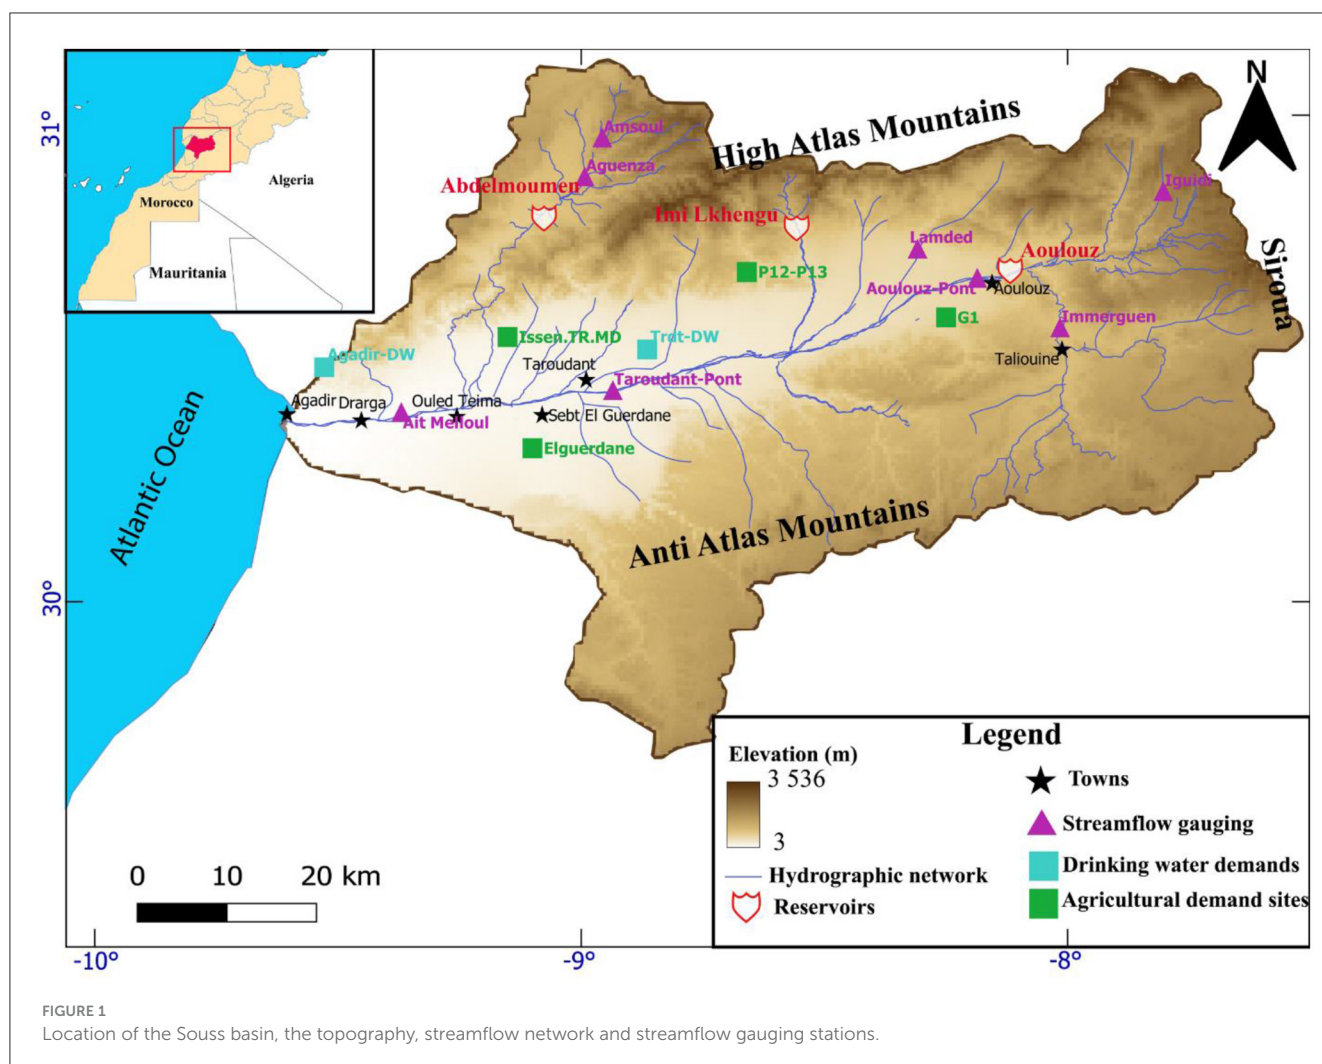 31°
30°
-10°
-9°
-8°
Algeria
Morocco
Mauritania
N
High Atlas Mountains
Siroua
Anti Atlas Mountains
Atlantic Ocean
Amsoul
Aguenza
Abdelmoumen
Imi Lkhengu
Iguidi
Lamded
Aoulouz
Aoulouz-Pont
Aoulouz
P12-P13
G1
Immerguen
Taliouine
Issen.TR.MD
Trdt-DW
Agadir-DW
Taroudant
Taroudant-Pont
Agadir
Drarga
Ouled Teima
Ait Melloul
Sebt El Guerdane
Elguerdane
0 10 20 km
Legend
Elevation (m)
3 536
3
Hydrographic network
Reservoirs
Towns
Streamflow gauging
Drinking water demands
Agricultural demand sites
FIGURE 1
Location of the Souss basin, the topography, streamflow network and streamflow gauging stations.